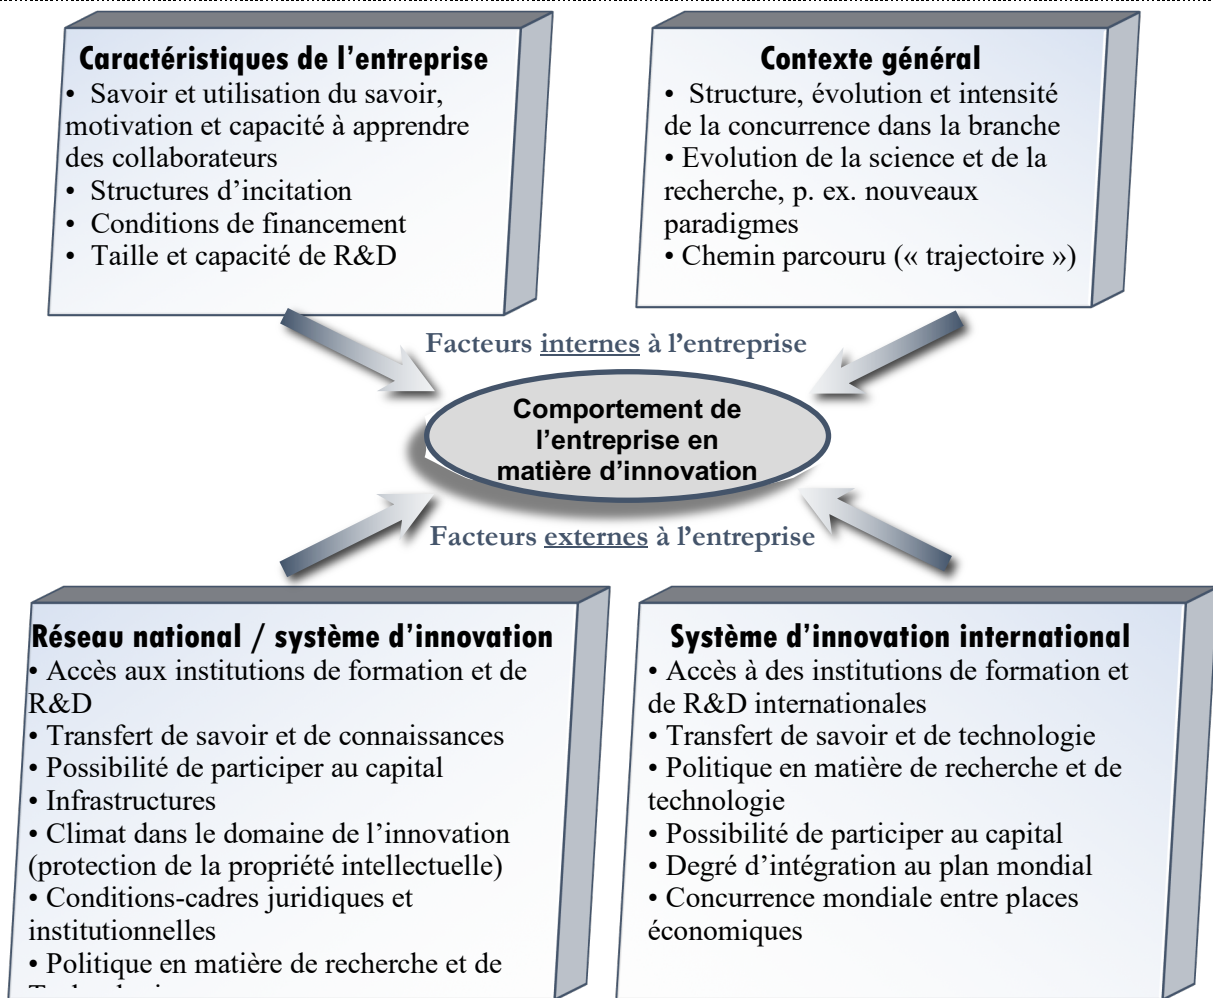 Caractéristiques de l'entreprise
• Savoir et utilisation du savoir,
motivation et capacité à apprendre
des collaborateurs
• Structures d'incitation
• Conditions de financement
• Taille et capacité de R&D
Contexte général
• Structure, évolution et intensité
de la concurrence dans la branche
• Evolution de la science et de la
recherche, p. ex. nouveaux
paradigmes
• Chemin parcouru (« trajectoire »)
Facteurs internes à l'entreprise
Comportement de
l'entreprise en
matière d'innovation
Facteurs externes à l'entreprise
Réseau national / système d'innovation
• Accès aux institutions de formation et de
R&D
• Transfert de savoir et de connaissances
• Possibilité de participer au capital
• Infrastructures
• Climat dans le domaine de l'innovation
(protection de la propriété intellectuelle)
• Conditions-cadres juridiques et
institutionnelles
• Politique en matière de recherche et de
Système d'innovation international
• Accès à des institutions de formation et
de R&D internationales
• Transfert de savoir et de technologie
• Politique en matière de recherche et de
technologie
• Possibilité de participer au capital
• Degré d'intégration au plan mondial
• Concurrence mondiale entre places
économiques